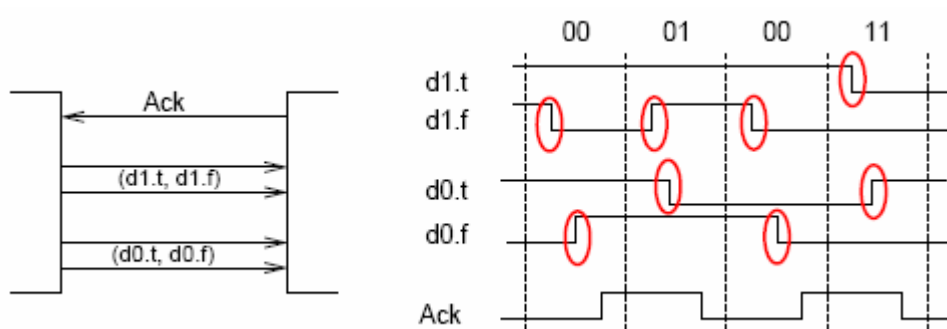 Ack
(d1.t, d1.f)
(d0.t, d0.f)
00 01 00 11
d1.t
d1.f
d0.t
d0.f
Ack